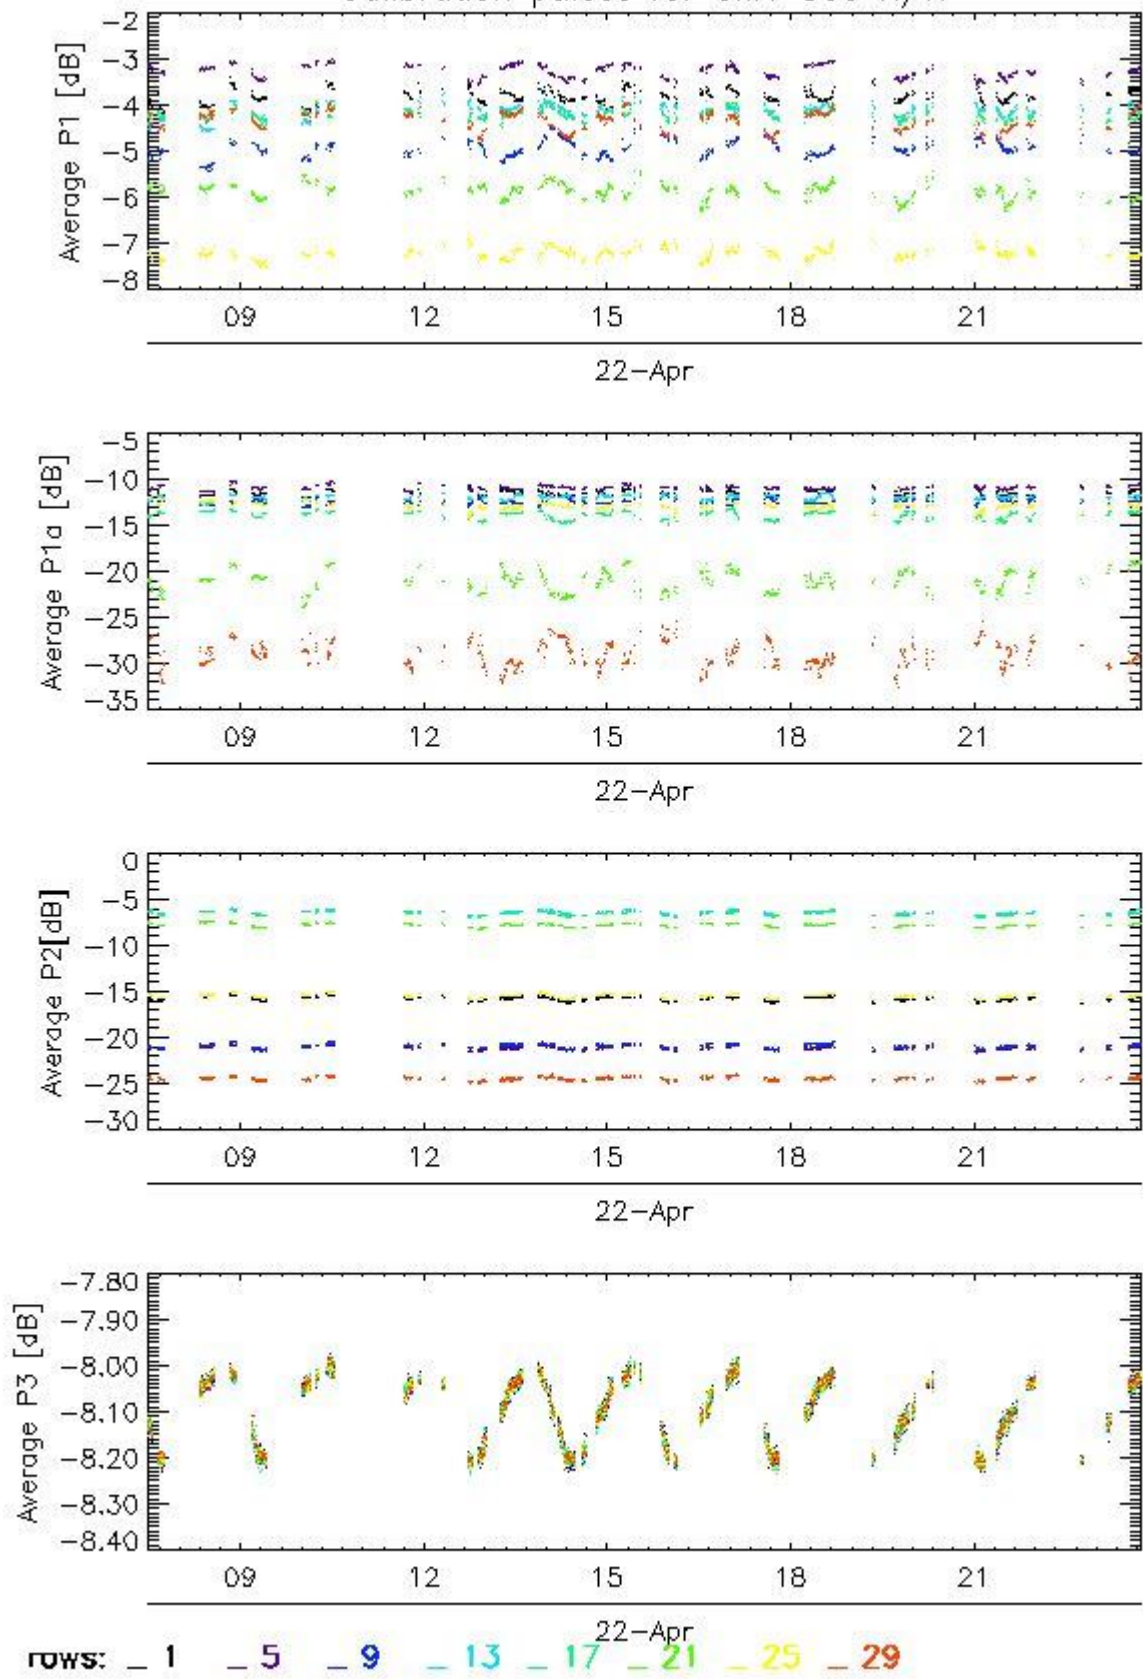 Average P1 [dB]
-2
-3
-4
-5
-6
-7
-8
09 12 15 18 21
22-Apr
Average P1a [dB]
-5
-10
-15
-20
-25
-30
-35
09 12 15 18 21
22-Apr
Average P2[dB]
0
-5
-10
-15
-20
-25
-30
09 12 15 18 21
22-Apr
Average P3 [dB]
-7.80
-7.90
-8.00
-8.10
-8.20
-8.30
-8.40
09 12 15 18 21
22-Apr
rows: _ 1 _ 5 _ 9 _ 13 _ 17 _ 21 _ 25 _ 29